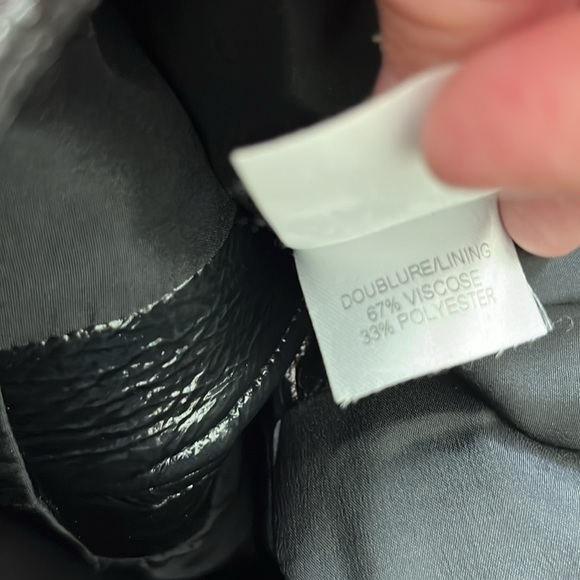 DOUBLURE/LINING
67% VISCOSE
33% POLYESTER